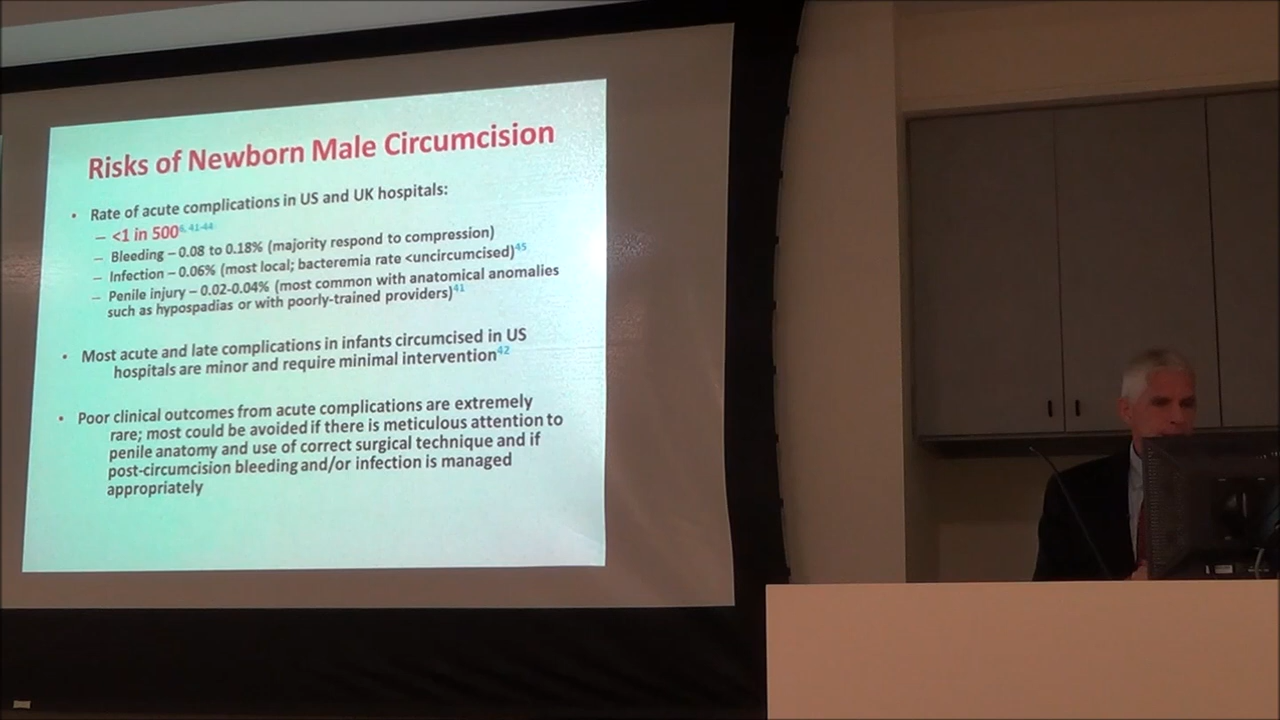 Risks of Newborn Male Circumcision
• Rate of acute complications in US and UK hospitals:
– <1 in 5006, 41-44
– Bleeding – 0.08 to 0.18% (majority respond to compression)
– Infection – 0.06% (most local; bacteremia rate <uncircumcised)45
– Penile injury – 0.02-0.04% (most common with anatomical anomalies
such as hypospadias or with poorly-trained providers)41
• Most acute and late complications in infants circumcised in US
hospitals are minor and require minimal intervention42
• Poor clinical outcomes from acute complications are extremely
rare; most could be avoided if there is meticulous attention to
penile anatomy and use of correct surgical technique and if
post-circumcision bleeding and/or infection is managed
appropriately